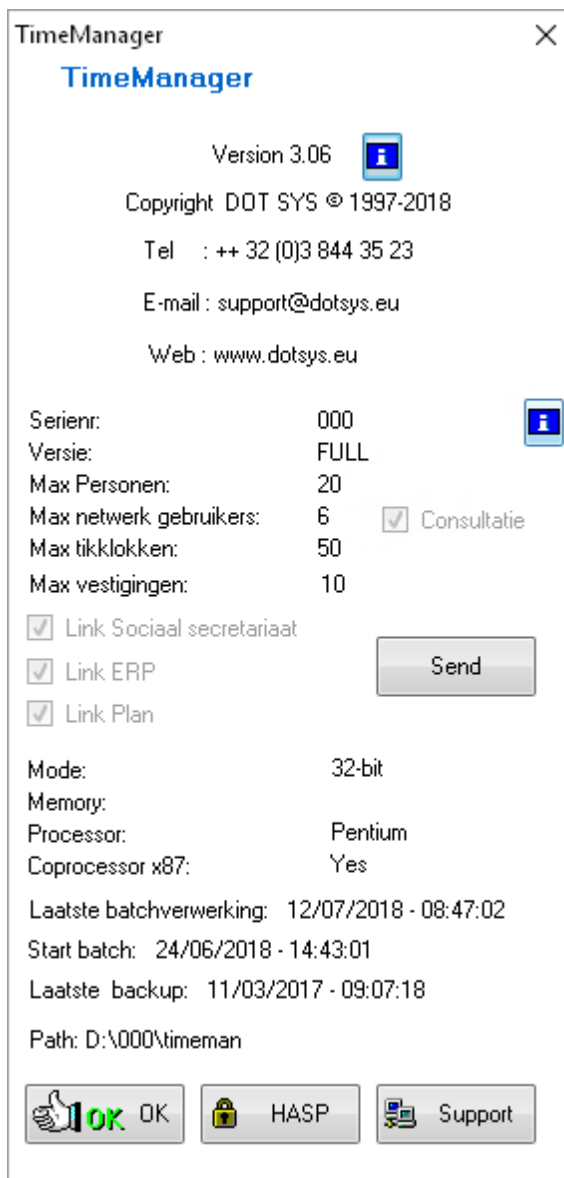 TimeManager
TimeManager
Version 3.06
Copyright DOT SYS © 1997-2018
Tel : ++ 32 (0)3 844 35 23
E-mail : support@dotsys.eu
Web : www.dotsys.eu
Serienr: 000
Versie: FULL
Max Personen: 20
Max netwerk gebruikers: 6 Consultatie
Max tikklokken: 50
Max vestigingen: 10
Link Sociaal secretariaat
Link ERP
Send
Link Plan
Mode: 32-bit
Memory:
Processor: Pentium
Coprocessor x87: Yes
Laatste batchverwerking: 12/07/2018 - 08:47:02
Start batch: 24/06/2018 - 14:43:01
Laatste backup: 11/03/2017 - 09:07:18
Path: D:\000\timeman
OK OK HASP Support